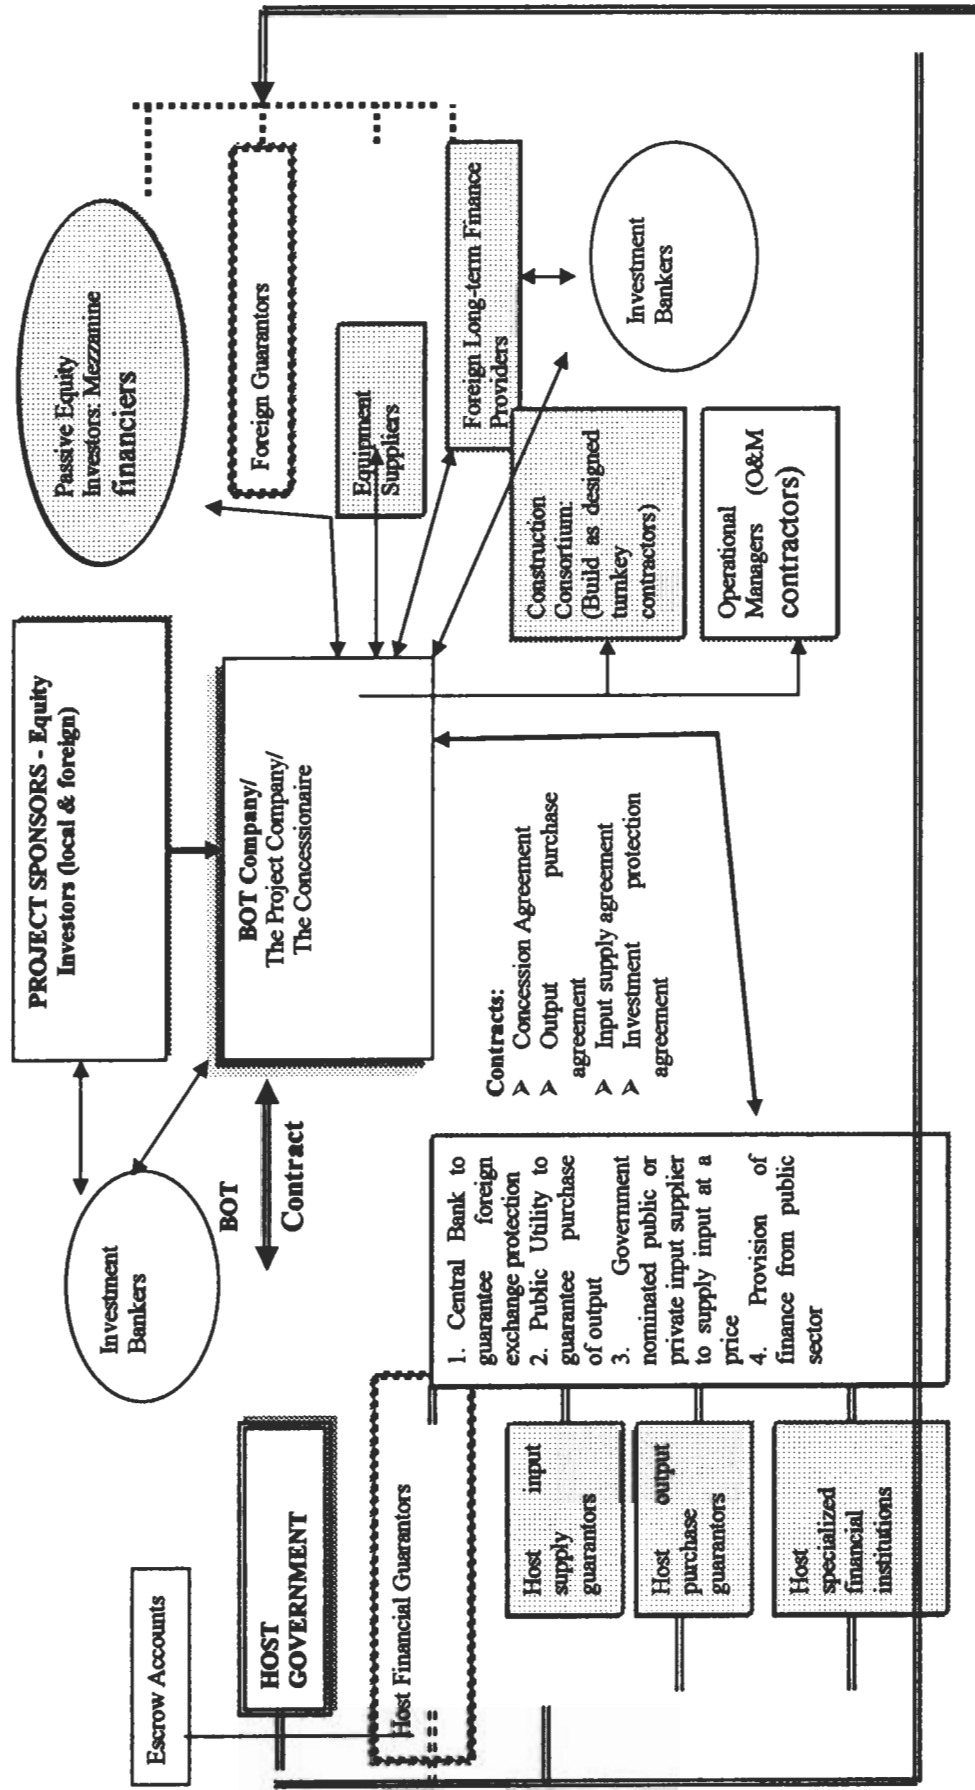 PROJECT SPONSORS - Equity
Investors (local & foreign)
Passive Equity
Investors: Mezzanine
financiers
Investment
Bankers
Escrow Accounts
HOST
GOVERNMENT
BOT
Contract
BOT Company/
The Project Company/
The Concessionaire
Foreign Guarantors
Equipment
Suppliers
Foreign Long-term Finance
Providers
Investment
Bankers
Construction
Consortium:
(Build as designed
turnkey
contractors)
Operational
Managers (O&M
contractors)
Host Financial Guarantors
Host input
supply
guarantors
Host output
purchase
guarantors
Host
specialized
financial
institutions
1. Central Bank to
guarantee foreign
exchange protection
2. Public Utility to
guarantee purchase
of output
3. Government
nominated public or
private input supplier
to supply input at a
price
4. Provision of
finance from public
sector
Contracts:
➢ Concession Agreement
➢ Output purchase
agreement
➢ Input supply agreement
➢ Investment protection
agreement